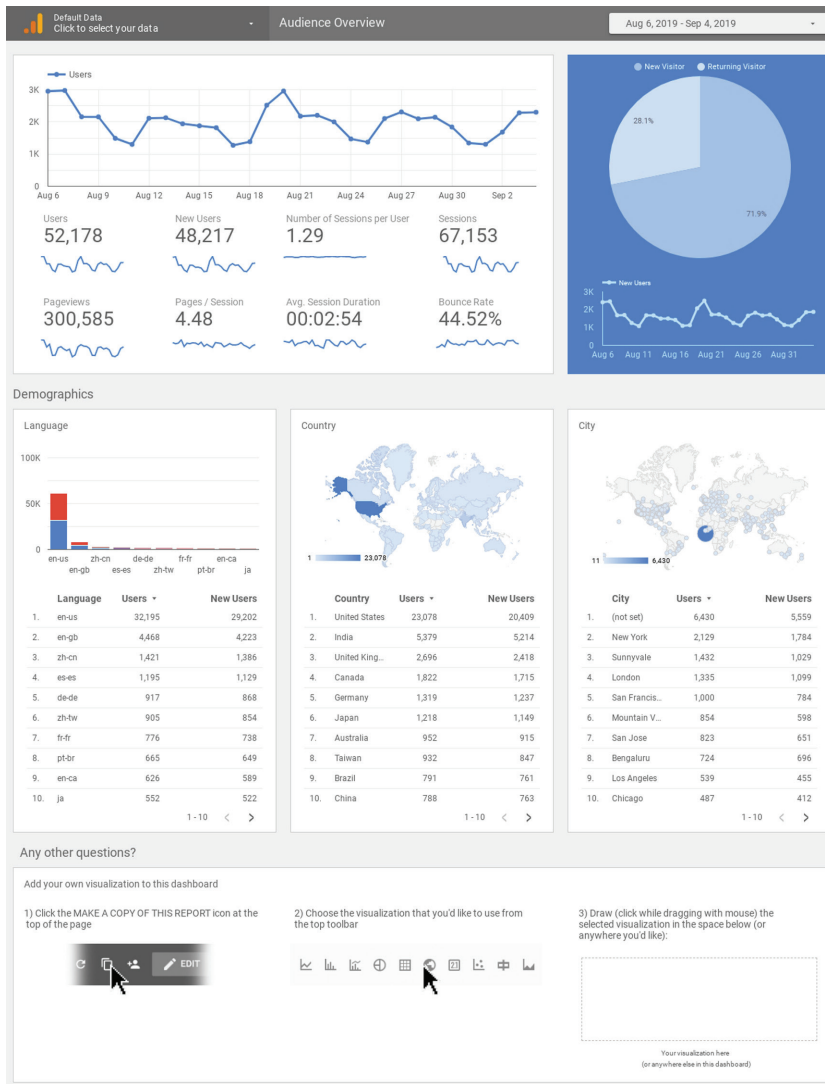 Default Data
Click to select your data
Audience Overview
Aug 6, 2019 - Sep 4, 2019
Users
3K
2K
1K
0
Aug 6 Aug 9 Aug 12 Aug 15 Aug 18 Aug 21 Aug 24 Aug 27 Aug 30 Sep 2
Users New Users Number of Sessions per User Sessions
52,178 48,217 1.29 67,153
Pageviews Pages / Session Avg. Session Duration Bounce Rate
300,585 4.48 00:02:54 44.52%
New Visitor Returning Visitor
28.1%
71.9%
New Users
3K
2K
1K
0
Aug 6 Aug 11 Aug 16 Aug 21 Aug 26 Aug 31
Demographics
Language
100K
50K
0
en-us zh-cn de-de fr-fr en-ca
en-gb es-es zh-tw pt-br ja
Language Users New Users
1. en-us 32,195 29,202
2. en-gb 4,468 4,223
3. zh-cn 1,421 1,386
4. es-es 1,195 1,129
5. de-de 917 868
6. zh-tw 905 854
7. fr-fr 776 738
8. pt-br 665 649
9. en-ca 626 589
10. ja 552 522
1 - 10
Country
1 23,078
Country Users New Users
1. United States 23,078 20,409
2. India 5,379 5,214
3. United King... 2,696 2,418
4. Canada 1,822 1,715
5. Germany 1,319 1,237
6. Japan 1,218 1,149
7. Australia 952 915
8. Taiwan 932 847
9. Brazil 791 761
10. China 788 763
1 - 10
City
11 6,430
City Users New Users
1. (not set) 6,430 5,559
2. New York 2,129 1,784
3. Sunnyvale 1,432 1,029
4. London 1,335 1,099
5. San Francis... 1,000 784
6. Mountain V... 854 598
7. San Jose 823 651
8. Bengaluru 724 696
9. Los Angeles 539 455
10. Chicago 487 412
1 - 10
Any other questions?
Add your own visualization to this dashboard
1) Click the MAKE A COPY OF THIS REPORT icon at the
top of the page
EDIT
2) Choose the visualization that you'd like to use from
the top toolbar
3) Draw (click while dragging with mouse) the
selected visualization in the space below (or
anywhere you'd like):
Your visualization here
(or anywhere else in this dashboard)